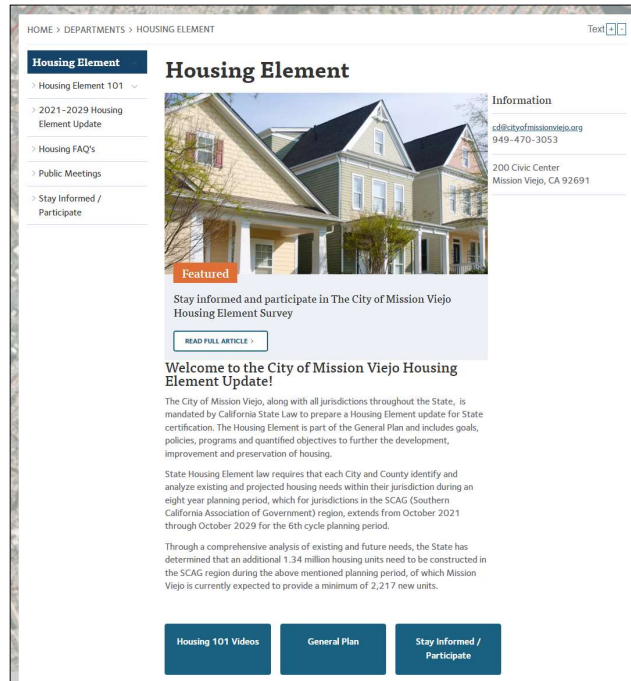 HOME > DEPARTMENTS > HOUSING ELEMENT
Text + -
Housing Element
> Housing Element 101
> 2021-2029 Housing
Element Update
> Housing FAQ's
> Public Meetings
> Stay Informed /
Participate
Housing Element
Featured
Stay informed and participate in The City of Mission Viejo
Housing Element Survey
READ FULL ARTICLE >
Information
cd@cityofmissionviejo.org
949-470-3053
200 Civic Center
Mission Viejo, CA 92691
Welcome to the City of Mission Viejo Housing
Element Update!
The City of Mission Viejo, along with all jurisdictions throughout the State, is
mandated by California State Law to prepare a Housing Element update for State
certification. The Housing Element is part of the General Plan and includes goals,
policies, programs and quantified objectives to further the development,
improvement and preservation of housing.
State Housing Element law requires that each City and County identify and
analyze existing and projected housing needs within their jurisdiction during an
eight year planning period, which for jurisdictions in the SCAG (Southern
California Association of Government) region, extends from October 2021
through October 2029 for the 6th cycle planning period.
Through a comprehensive analysis of existing and future needs, the State has
determined that an additional 1.34 million housing units need to be constructed in
the SCAG region during the above mentioned planning period, of which Mission
Viejo is currently expected to provide a minimum of 2,217 new units.
Housing 101 Videos
General Plan
Stay Informed /
Participate